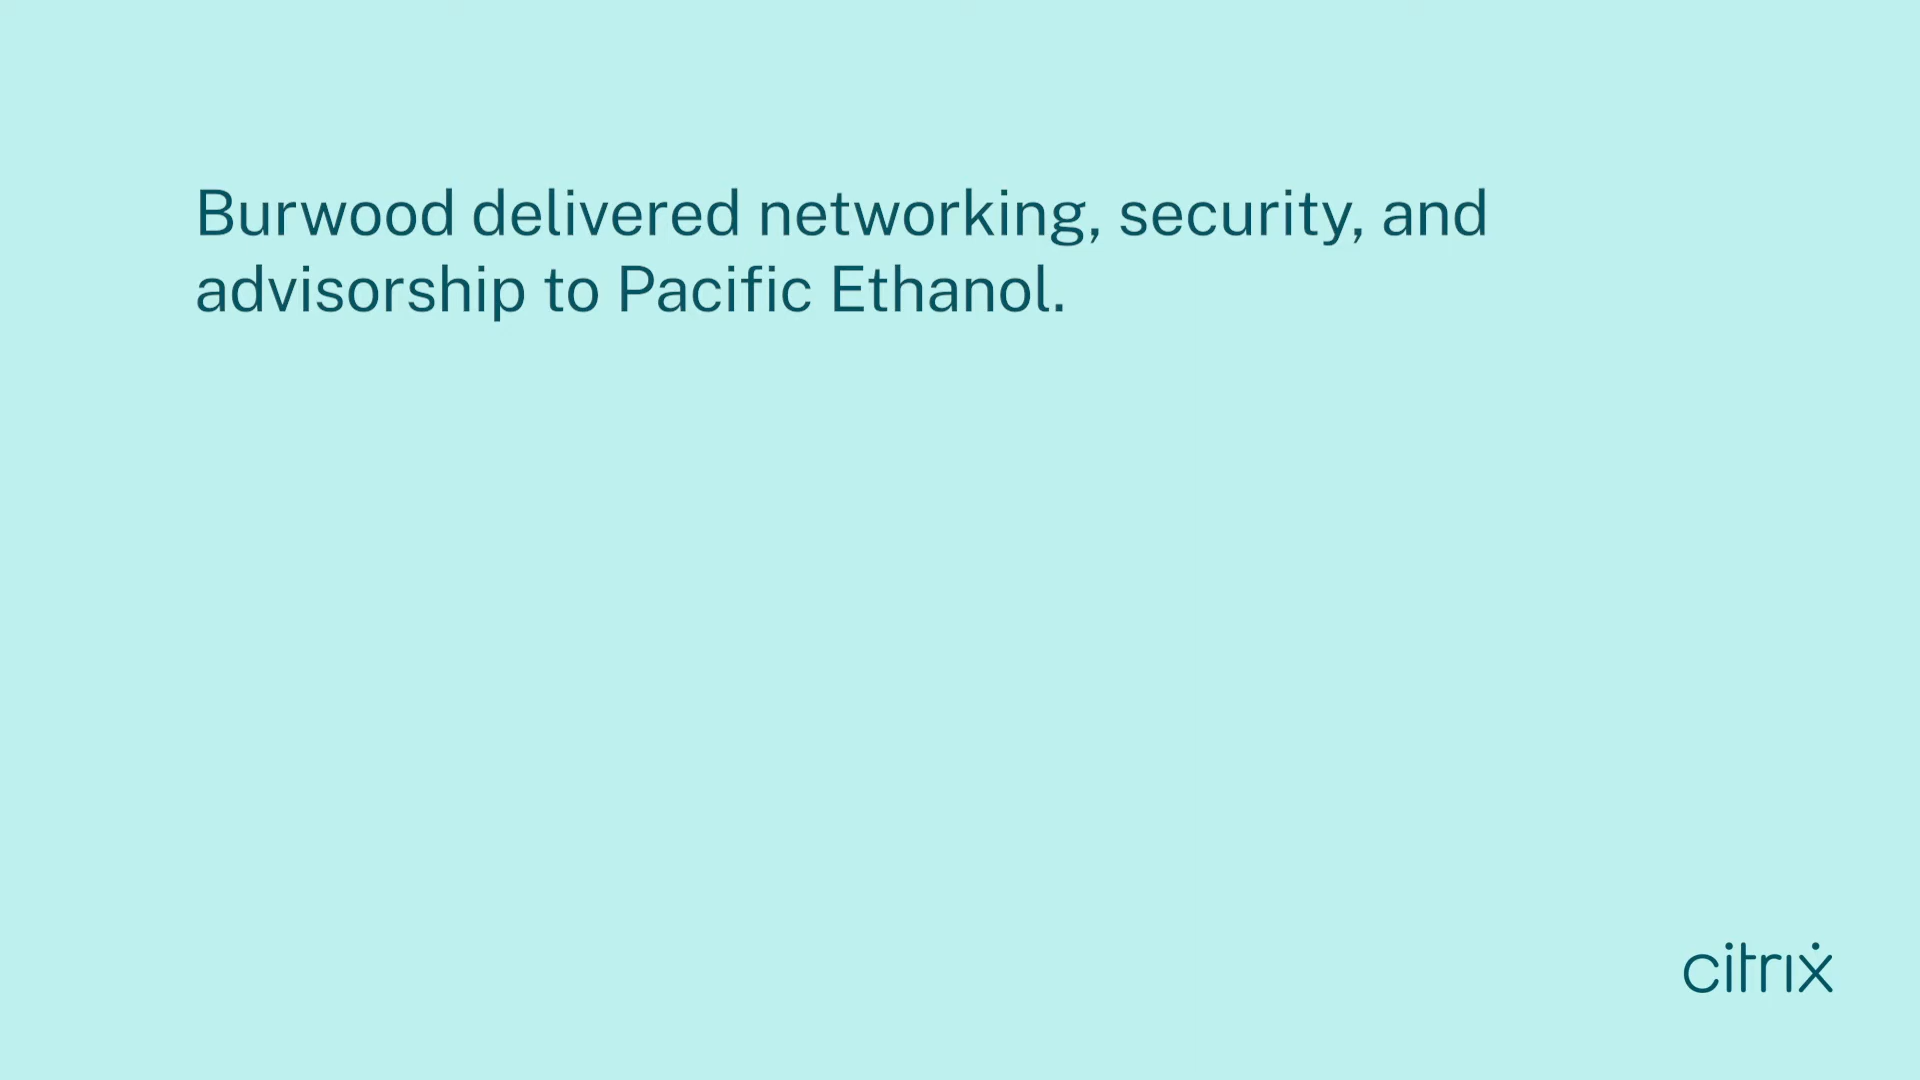 Burwood delivered networking, security, and
advisorship to Pacific Ethanol.
citrix